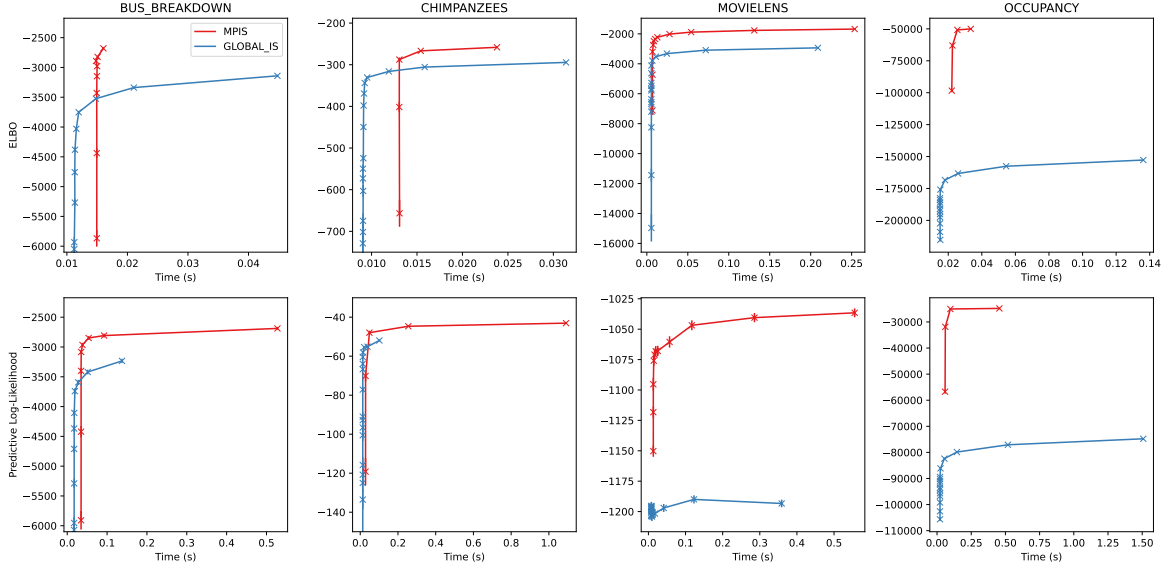 BUS_BREAKDOWN
CHIMPANZEES
MOVIELENS
OCCUPANCY
MPIS
GLOBAL_IS
ELBO
−2500
−3000
−3500
−4000
−4500
−5000
−5500
−6000
0.01 0.02 0.03 0.04
Time (s)
−200
−300
−400
−500
−600
−700
0.010 0.015 0.020 0.025 0.030
Time (s)
−2000
−4000
−6000
−8000
−10000
−12000
−14000
−16000
0.00 0.05 0.10 0.15 0.20 0.25
Time (s)
−50000
−75000
−100000
−125000
−150000
−175000
−200000
0.02 0.04 0.06 0.08 0.10 0.12 0.14
Time (s)
Predictive Log-Likelihood
−2500
−3000
−3500
−4000
−4500
−5000
−5500
−6000
0.0 0.1 0.2 0.3 0.4 0.5
Time (s)
−40
−60
−80
−100
−120
−140
0.0 0.2 0.4 0.6 0.8 1.0
Time (s)
−1025
−1050
−1075
−1100
−1125
−1150
−1175
−1200
0.0 0.1 0.2 0.3 0.4 0.5
Time (s)
−30000
−40000
−50000
−60000
−70000
−80000
−90000
−100000
−110000
0.00 0.25 0.50 0.75 1.00 1.25 1.50
Time (s)